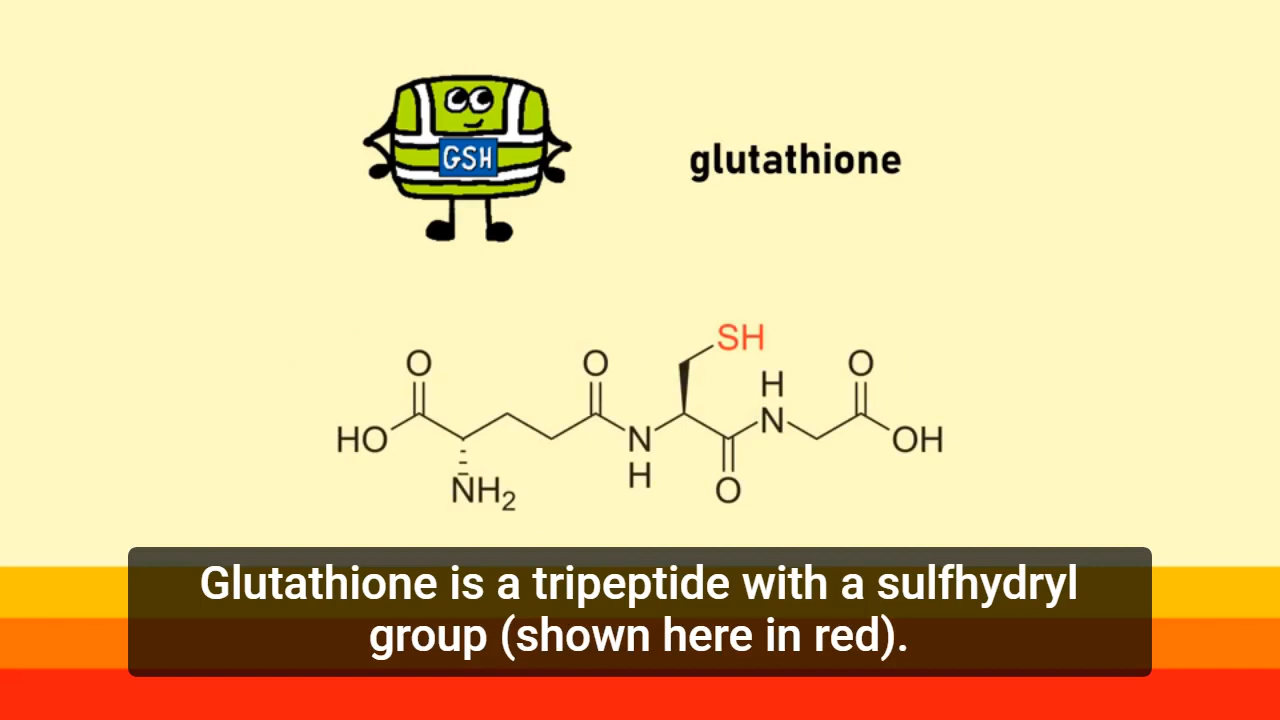 GSH
glutathione
SH
O
O
H
O
HO
N
H
N
OH
NH2
O
Glutathione is a tripeptide with a sulfhydryl
group (shown here in red).